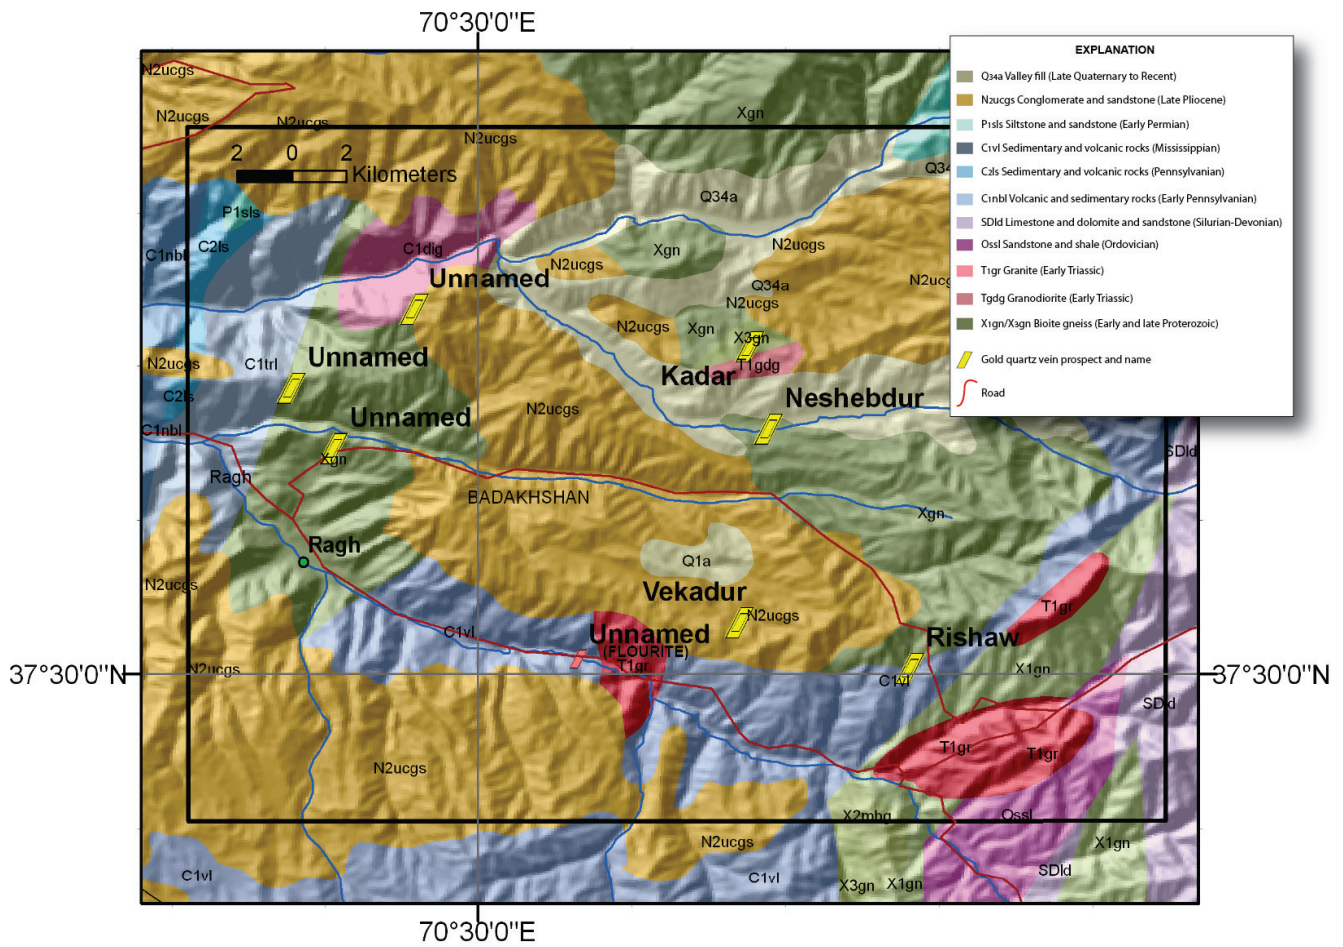 70°30'0"E
EXPLANATION
Q34a Valley fill (Late Quaternary to Recent)
N2ucgs Conglomerate and sandstone (Late Pliocene)
P1sls Siltstone and sandstone (Early Permian)
C1vl Sedimentary and volcanic rocks (Mississippian)
C2ls Sedimentary and volcanic rocks (Pennsylvanian)
C1nbl Volcanic and sedimentary rocks (Early Pennsylvanian)
SDld Limestone and dolomite and sandstone (Silurian-Devonian)
Ossl Sandstone and shale (Ordovician)
T1gr Granite (Early Triassic)
Tgdg Granodiorite (Early Triassic)
X1gn/X3gn Bioite gneiss (Early and late Proterozoic)
Gold quartz vein prospect and name
Road
N2ucgs
N2ucgs
N2ucgs
N2ucgs
Xgn
2 0 2
Kilometers
Q34
Q34a
P1sls
C2ls
C1nbl
C1dig
Xgn
N2ucgs
N2ucgs
Unnamed
Q34a
N2ucg
N2ucgs
N2ucgs
Xgn
X3gn
Unnamed
N2ucgs
C1trl
T1gdg
Kadar
C2ls
Neshebdur
N2ucgs
Unnamed
C1nbl
Xgn
SDld
Ragh
BADAKHSHAN
Xgn
Ragh
Q1a
N2ucgs
Vekadur
N2ucgs
T1gr
C1vl
Unnamed
(FLOURITE)
Rishaw
N2ucgs
T1gr
X1gn
37°30'0"N
37°30'0"N
SDld
T1gr
T1gr
N2ucgs
X2mbg
Ossl
N2ucgs
X1gn
C1vl
C1vl
X3gn
X1gn
SDld
70°30'0"E